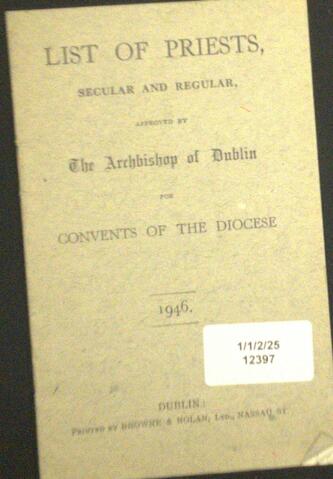 LIST OF PRIESTS,
SECULAR AND REGULAR,
APPROVED BY
The Archbishop of Dublin
FOR
CONVENTS OF THE DIOCESE
1946.
1/1/2/25
12397
DUBLIN:
PRINTED BY BROWNE & NOLAN, LTD., NASSAU ST.